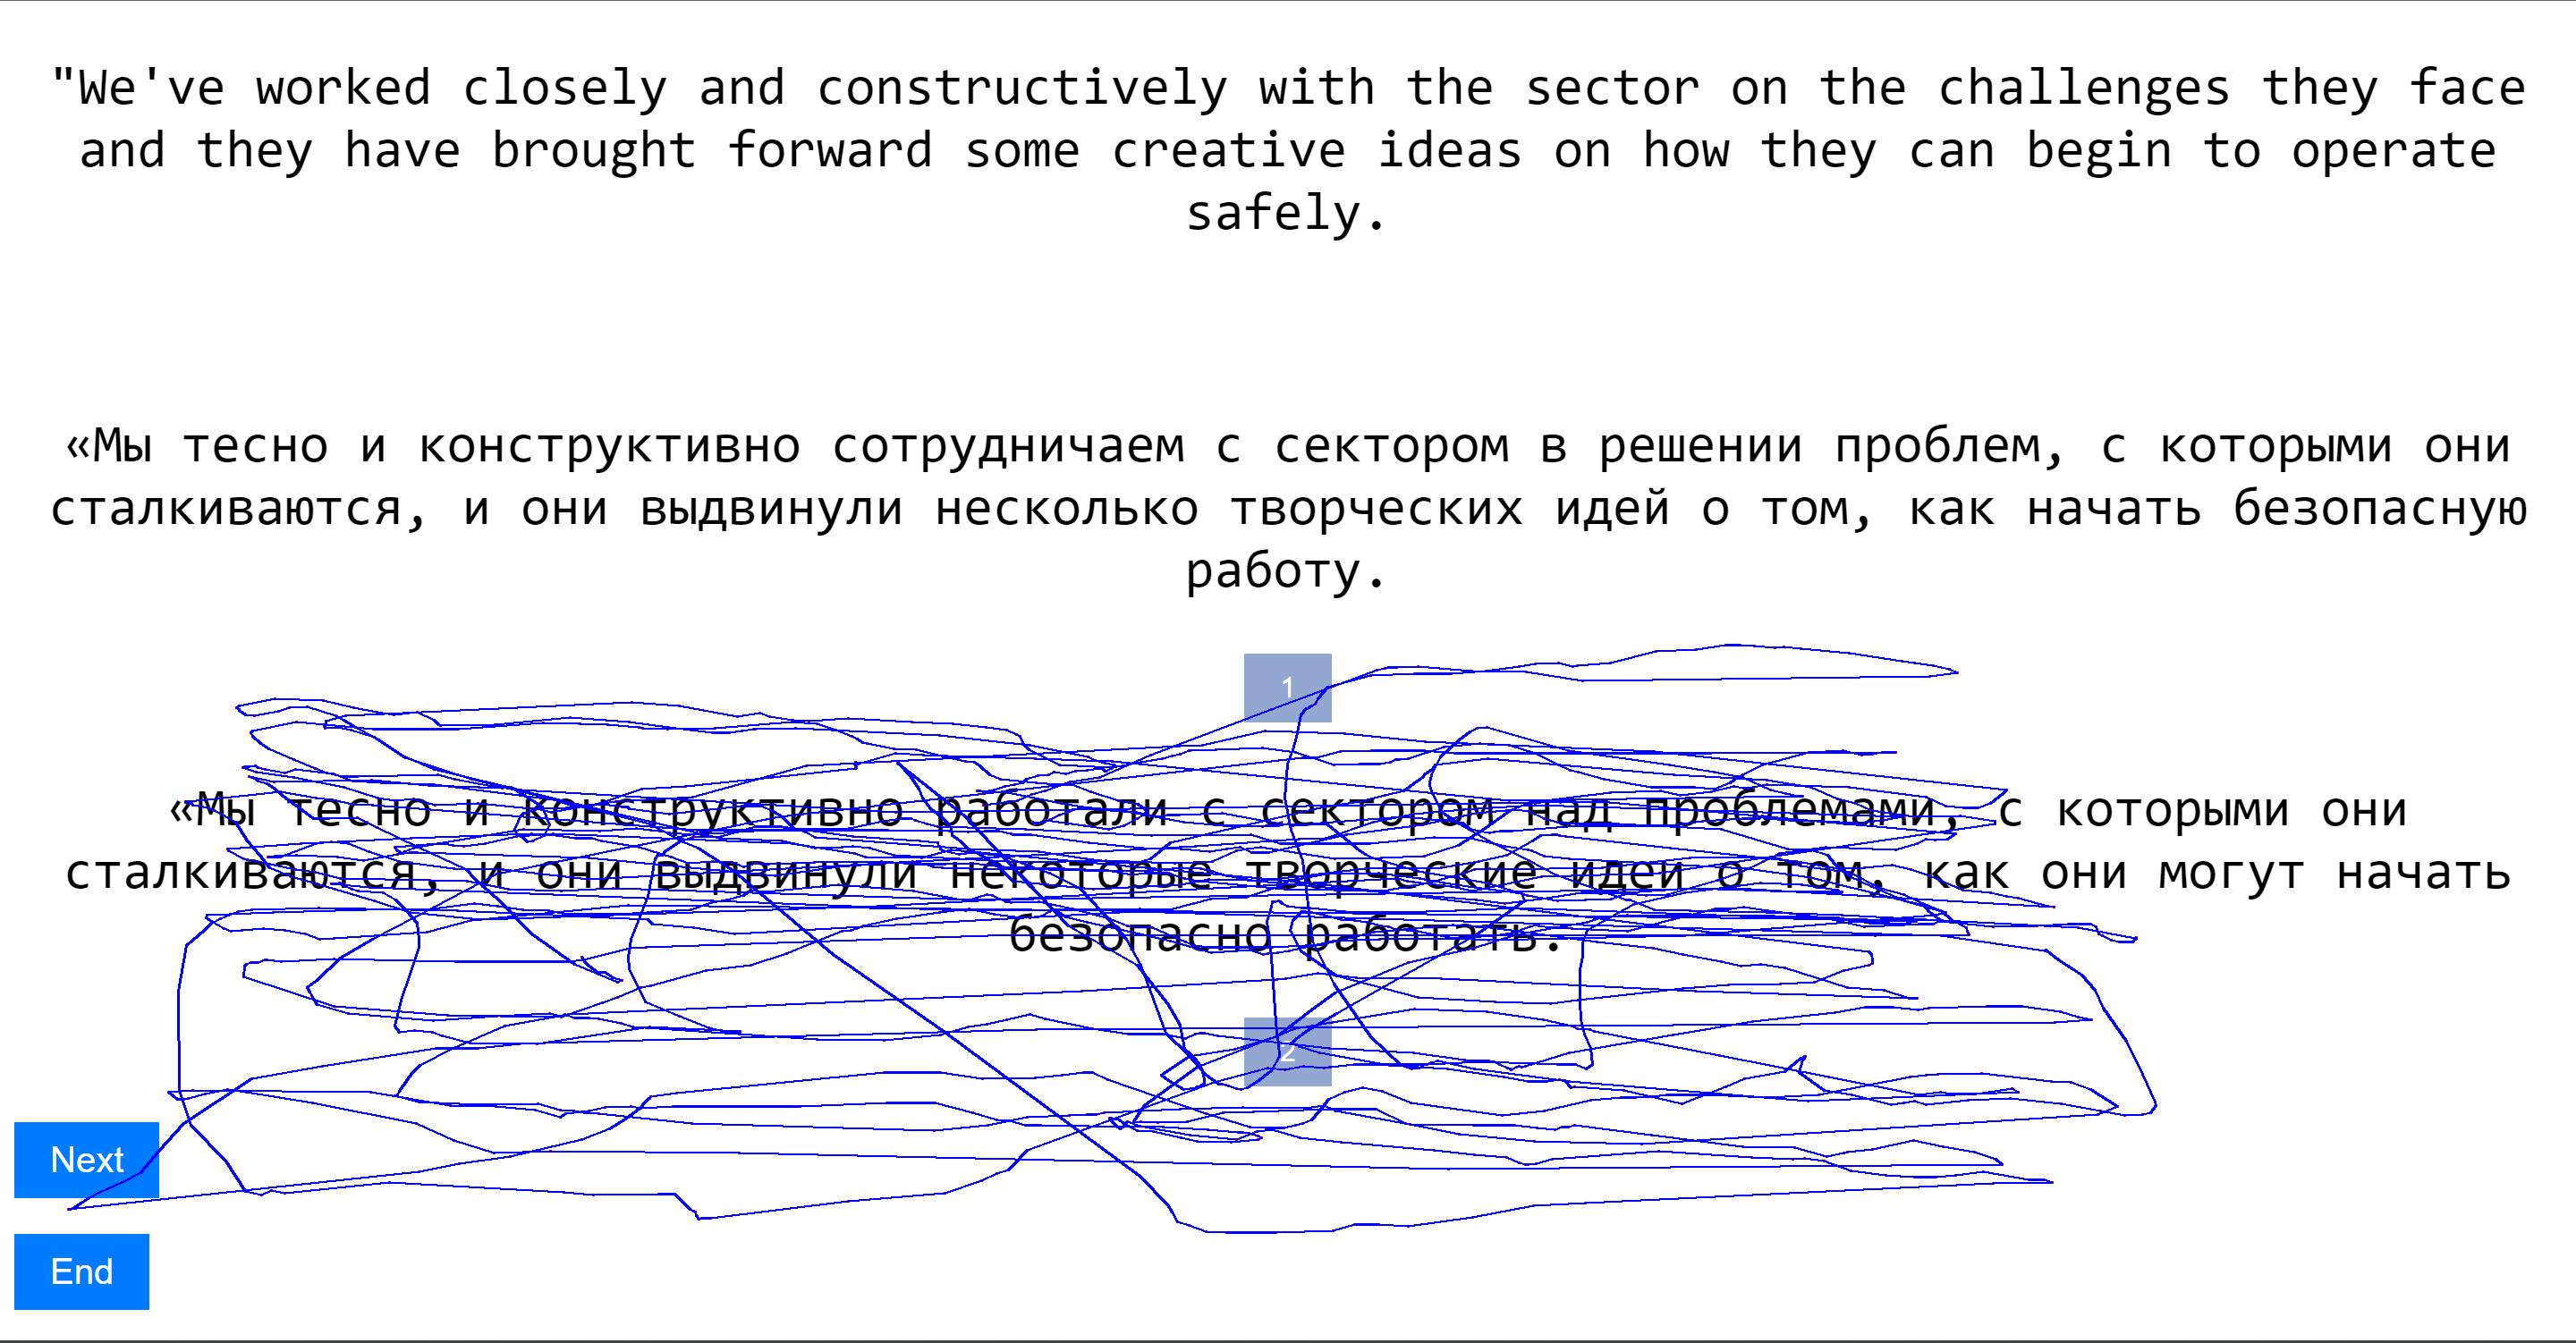 "We've worked closely and constructively with the sector on the challenges they face
and they have brought forward some creative ideas on how they can begin to operate
safely.
«Мы тесно и конструктивно сотрудничаем с сектором в решении проблем, с которыми они
сталкиваются, и они выдвинули несколько творческих идей о том, как начать безопасную
работу.
1
«Мы тесно и конструктивно работали с сектором над проблемами, с которыми они
сталкиваются, и они выдвинули некоторые творческие идеи о том, как они могут начать
безопасно работать.
2
Next
End